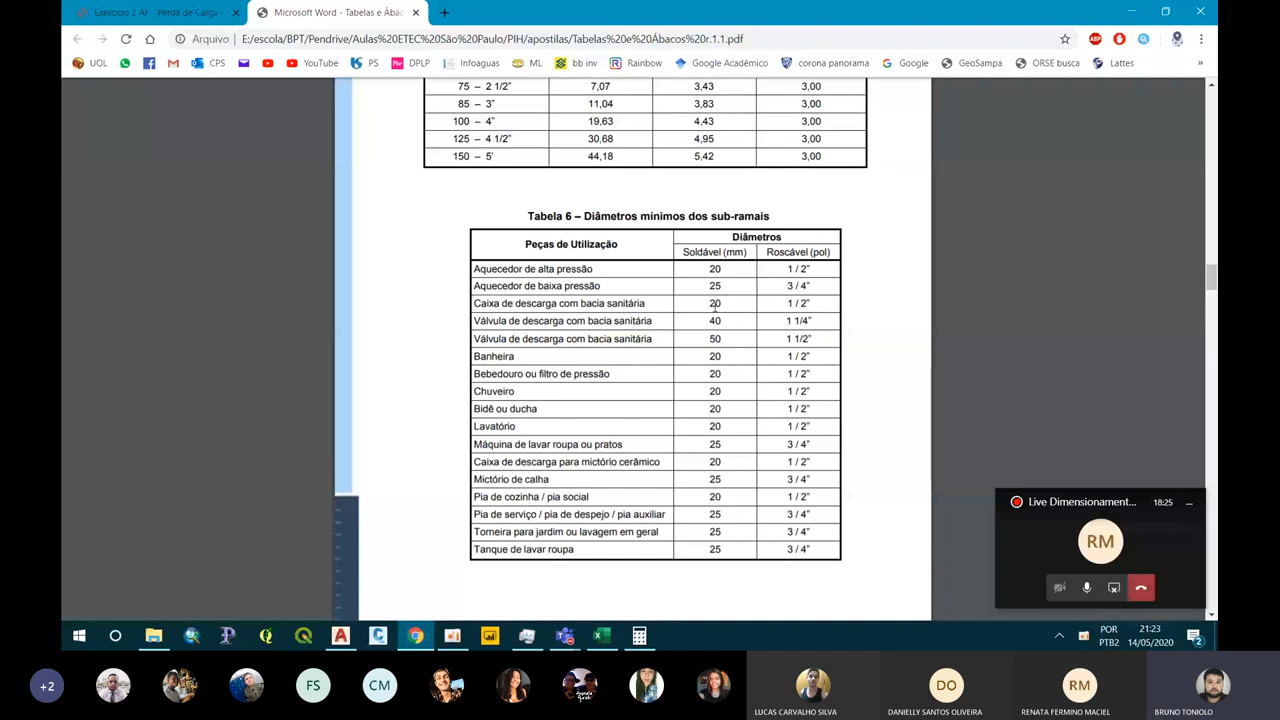 Exercício 2 AF - Perda de Carga
Microsoft Word - Tabelas e Ábac
Arquivo
E:/escola/BPT/Pendrive/Aulas%20ETEC%20São%20Paulo/PIH/apostilas/Tabelas%20e%20Ábacos%20r.1.1.pdf
UOL
CPS
YouTube
PS
DPLP
Infoaguas
ML
bb inv
Rainbow
Google Acadêmico
corona panorama
Google
GeoSampa
ORSE busca
Lattes
75 – 2 1/2" 7,07 3,43 3,00
85 – 3" 11,04 3,83 3,00
100 – 4" 19,63 4,43 3,00
125 – 4 1/2" 30,68 4,95 3,00
150 – 5' 44,18 5,42 3,00
Tabela 6 – Diâmetros mínimos dos sub-ramais
Peças de Utilização
Diâmetros
Soldável (mm) Roscável (pol)
Aquecedor de alta pressão 20 1 / 2"
Aquecedor de baixa pressão 25 3 / 4"
Caixa de descarga com bacia sanitária 20 1 / 2"
Válvula de descarga com bacia sanitária 40 1 1/4"
Válvula de descarga com bacia sanitária 50 1 1/2"
Banheira 20 1 / 2"
Bebedouro ou filtro de pressão 20 1 / 2"
Chuveiro 20 1 / 2"
Bidê ou ducha 20 1 / 2"
Lavatório 20 1 / 2"
Máquina de lavar roupa ou pratos 25 3 / 4"
Caixa de descarga para mictório cerâmico 20 1 / 2"
Mictório de calha 25 3 / 4"
Pia de cozinha / pia social 20 1 / 2"
Pia de serviço / pia de despejo / pia auxiliar 25 3 / 4"
Torneira para jardim ou lavagem em geral 25 3 / 4"
Tanque de lavar roupa 25 3 / 4"
Live Dimensionament... 18:25
RM
POR
PTB2
21:23
14/05/2020
2
+2
FS
CM
DO
RM
LUCAS CARVALHO SILVA
DANIELLY SANTOS OLIVEIRA
RENATA FERMINO MACIEL
BRUNO TONIOLO